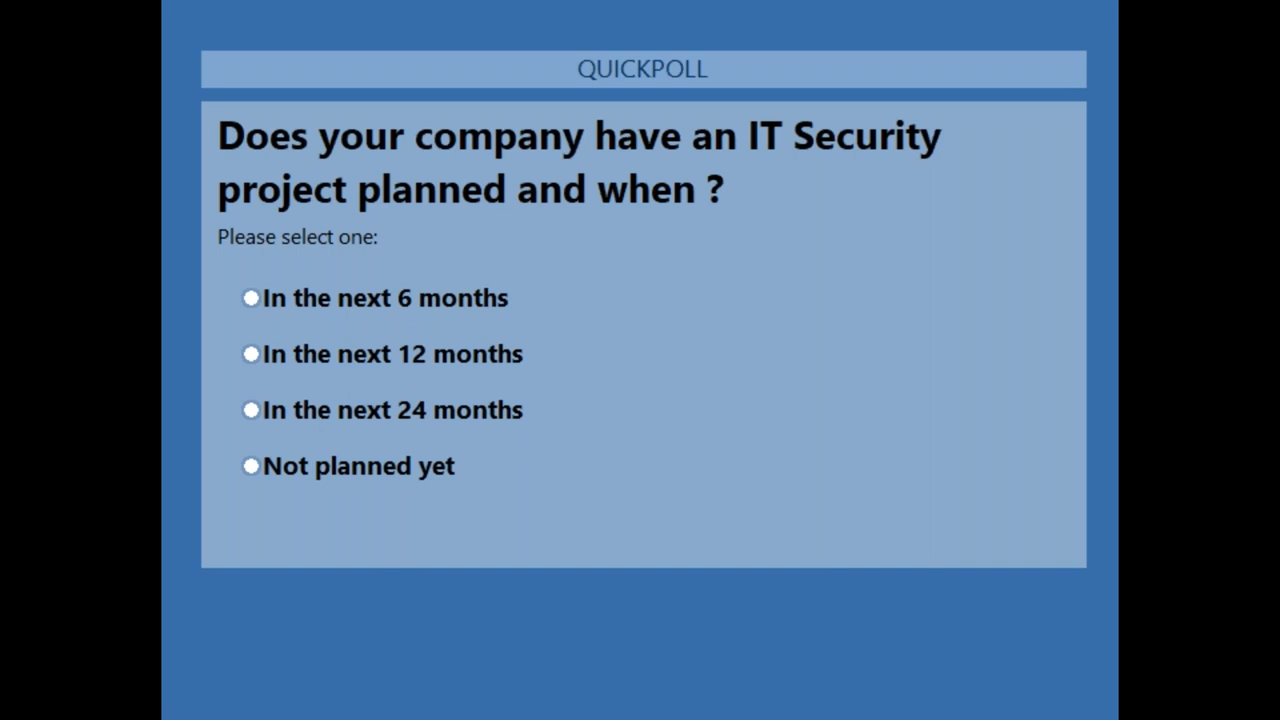 QUICKPOLL
Does your company have an IT Security
project planned and when ?
Please select one:
In the next 6 months
In the next 12 months
In the next 24 months
Not planned yet